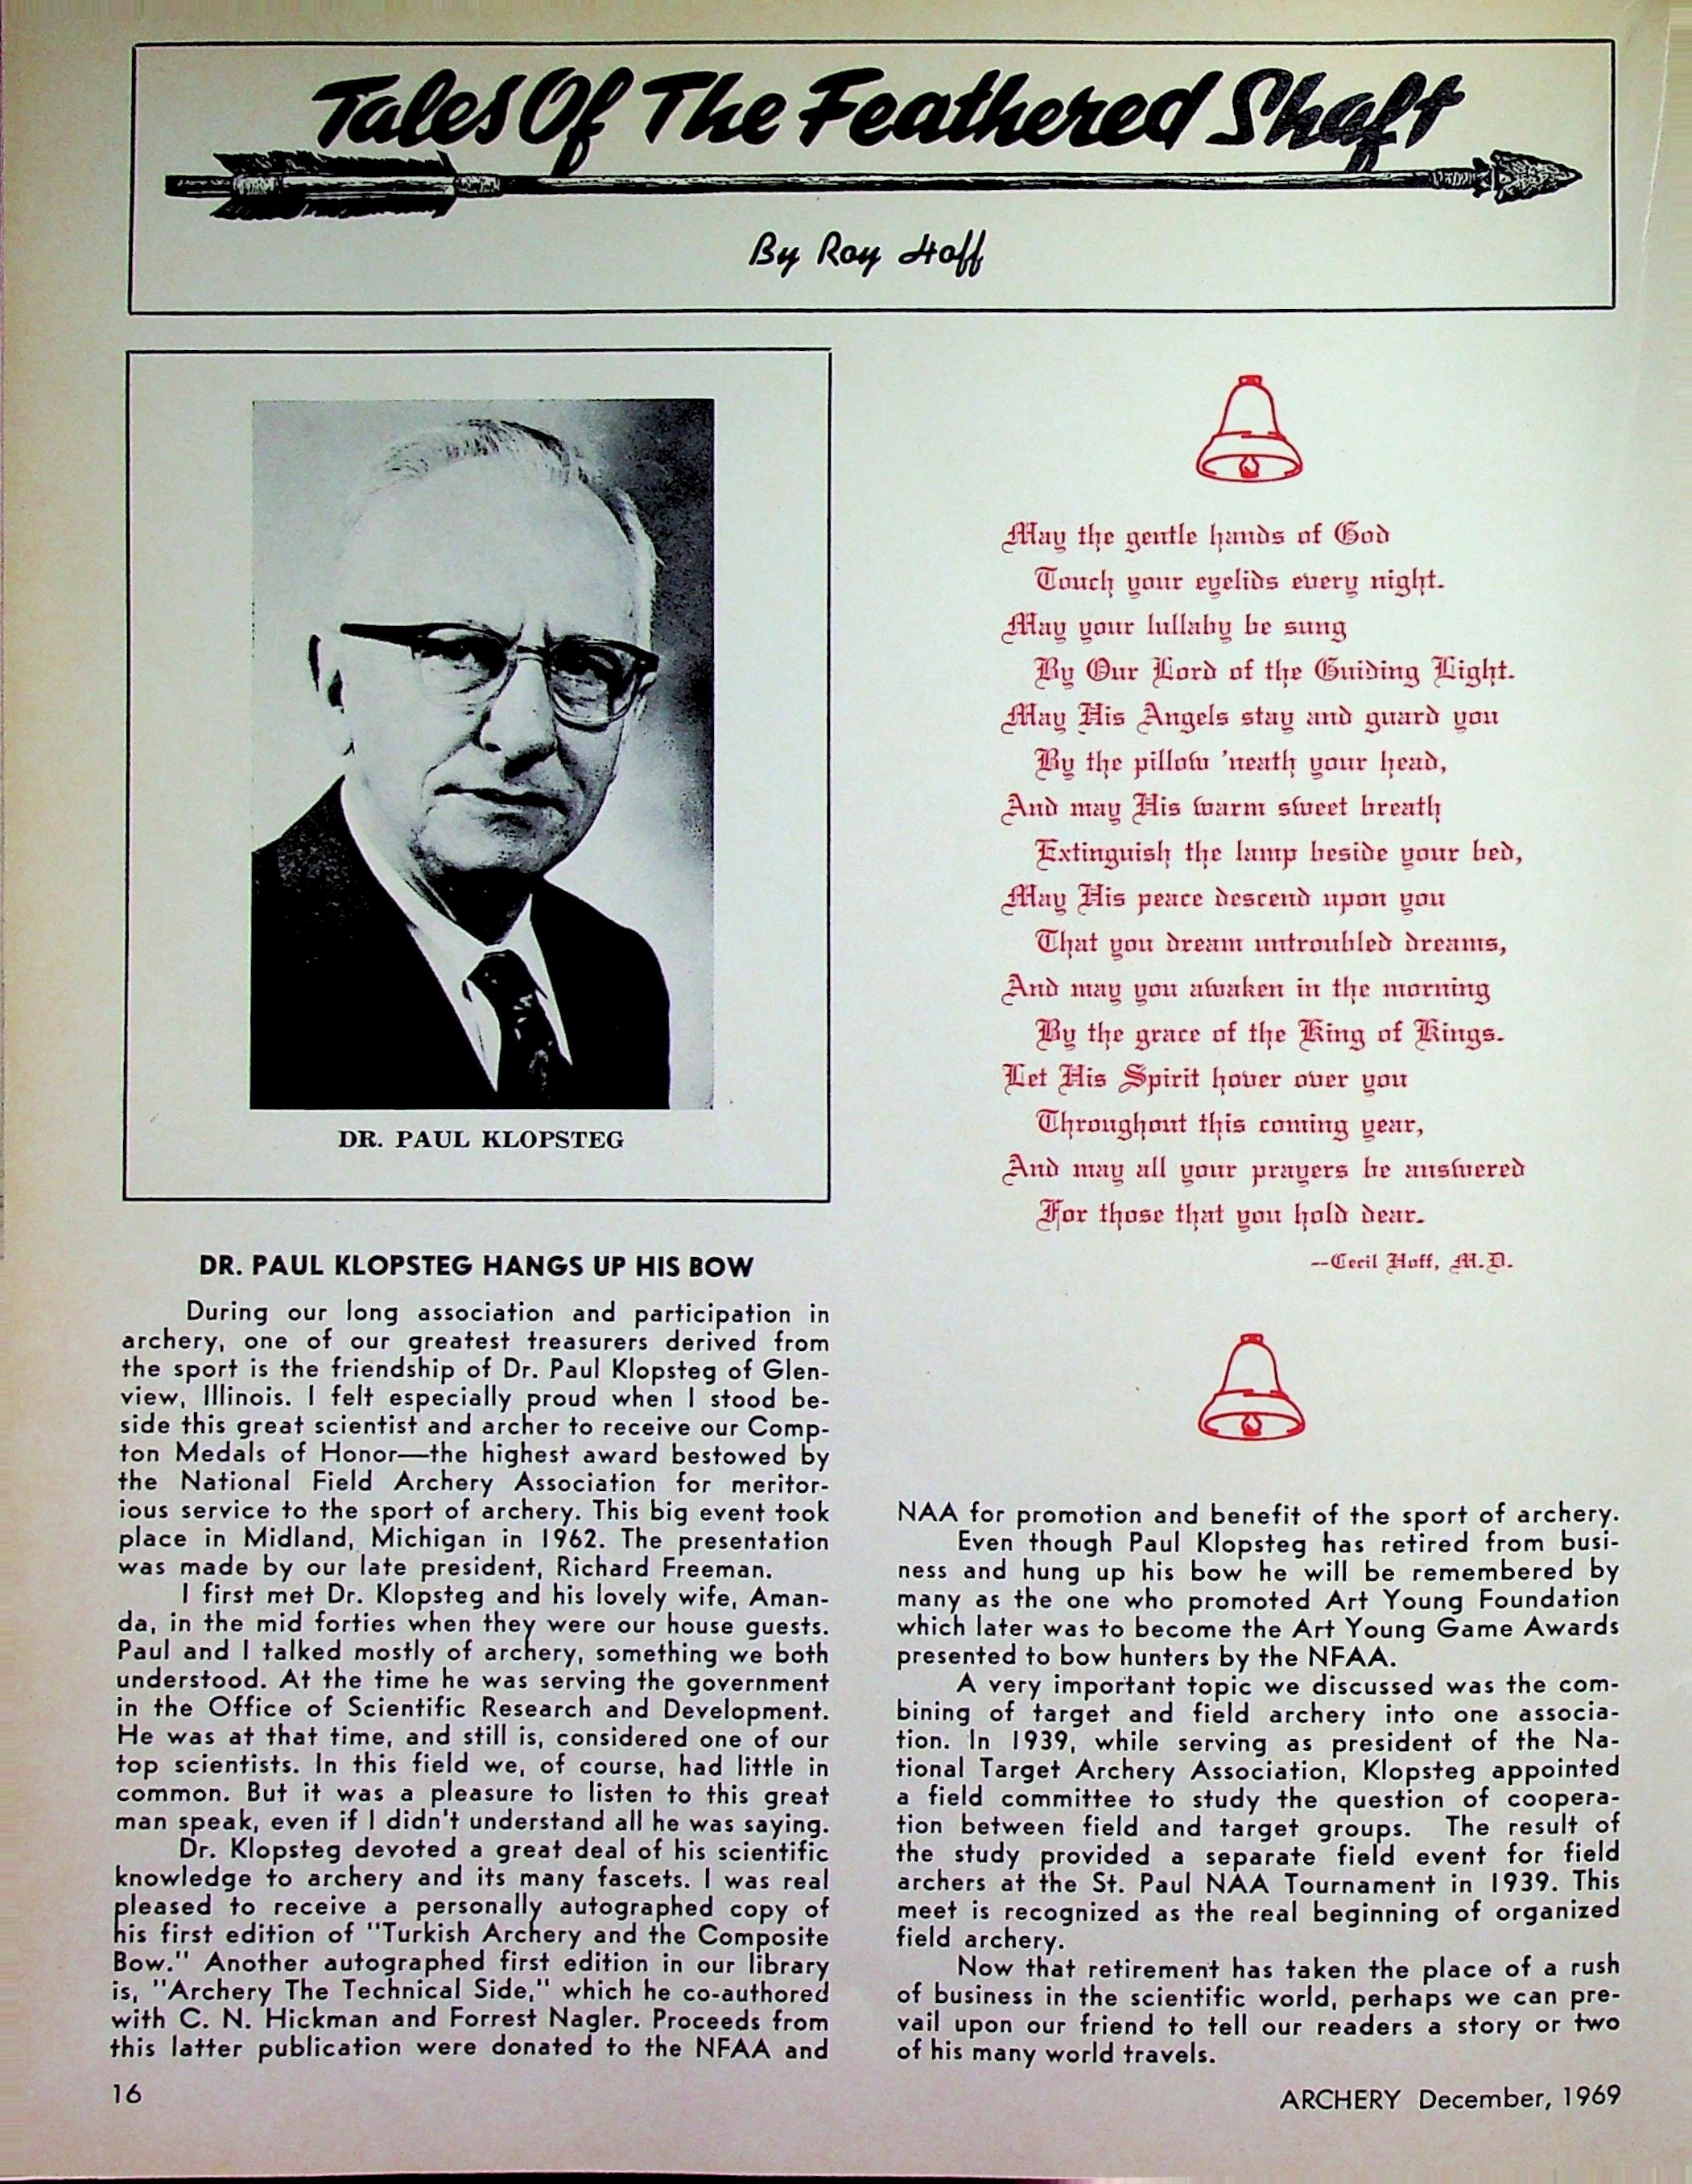 Tales Of The Feathered Shaft
By Roy Hoff
DR. PAUL KLOPSTEG
DR. PAUL KLOPSTEG HANGS UP HIS BOW
During our long association and participation in
archery, one of our greatest treasurers derived from
the sport is the friendship of Dr. Paul Klopsteg of Glen-
view, Illinois. I felt especially proud when I stood be-
side this great scientist and archer to receive our Comp-
ton Medals of Honor—the highest award bestowed by
the National Field Archery Association for meritor-
ious service to the sport of archery. This big event took
place in Midland, Michigan in 1962. The presentation
was made by our late president, Richard Freeman.
I first met Dr. Klopsteg and his lovely wife, Aman-
da, in the mid forties when they were our house guests.
Paul and I talked mostly of archery, something we both
understood. At the time he was serving the government
in the Office of Scientific Research and Development.
He was at that time, and still is, considered one of our
top scientists. In this field we, of course, had little in
common. But it was a pleasure to listen to this great
man speak, even if I didn't understand all he was saying.
Dr. Klopsteg devoted a great deal of his scientific
knowledge to archery and its many fascets. I was real
pleased to receive a personally autographed copy of
his first edition of "Turkish Archery and the Composite
Bow." Another autographed first edition in our library
is, "Archery The Technical Side," which he co-authored
with C. N. Hickman and Forrest Nagler. Proceeds from
this latter publication were donated to the NFAA and
May the gentle hands of God
Touch your eyelids every night.
May your lullaby be sung
By Our Lord of the Guiding Light.
May His Angels stay and guard you
By the pillow 'neath your head,
And may His warm sweet breath
Extinguish the lamp beside your bed,
May His peace descend upon you
That you dream untroubled dreams,
And may you awaken in the morning
By the grace of the King of Kings.
Let His Spirit hover over you
Throughout this coming year,
And may all your prayers be answered
For those that you hold dear.
--Cecil Hoff, M.D.
NAA for promotion and benefit of the sport of archery.
Even though Paul Klopsteg has retired from busi-
ness and hung up his bow he will be remembered by
many as the one who promoted Art Young Foundation
which later was to become the Art Young Game Awards
presented to bow hunters by the NFAA.
A very important topic we discussed was the com-
bining of target and field archery into one associa-
tion. In 1939, while serving as president of the Na-
tional Target Archery Association, Klopsteg appointed
a field committee to study the question of coopera-
tion between field and target groups. The result of
the study provided a separate field event for field
archers at the St. Paul NAA Tournament in 1939. This
meet is recognized as the real beginning of organized
field archery.
Now that retirement has taken the place of a rush
of business in the scientific world, perhaps we can pre-
vail upon our friend to tell our readers a story or two
of his many world travels.
16
ARCHERY December, 1969